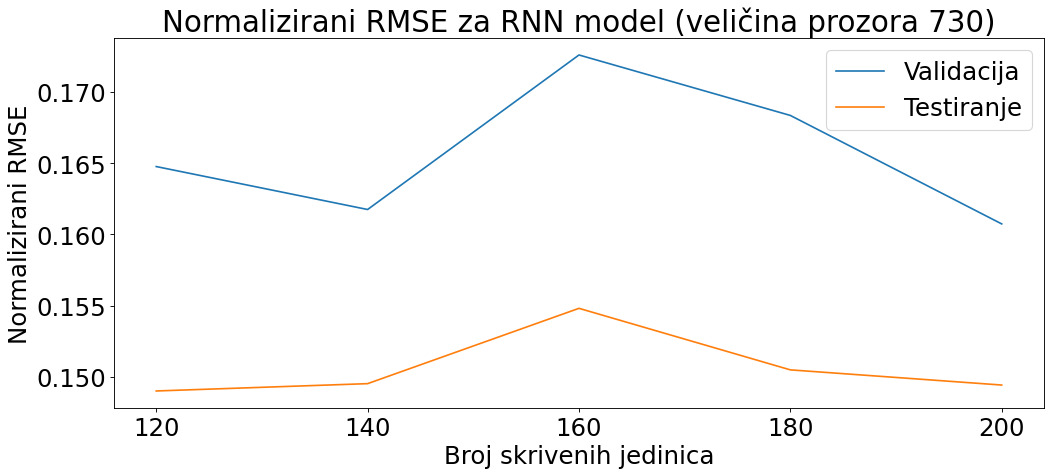 Normalizirani RMSE za RNN model (veličina prozora 730)
Validacija
Testiranje
Normalizirani RMSE
0.170
0.165
0.160
0.155
0.150
120 140 160 180 200
Broj skrivenih jedinica